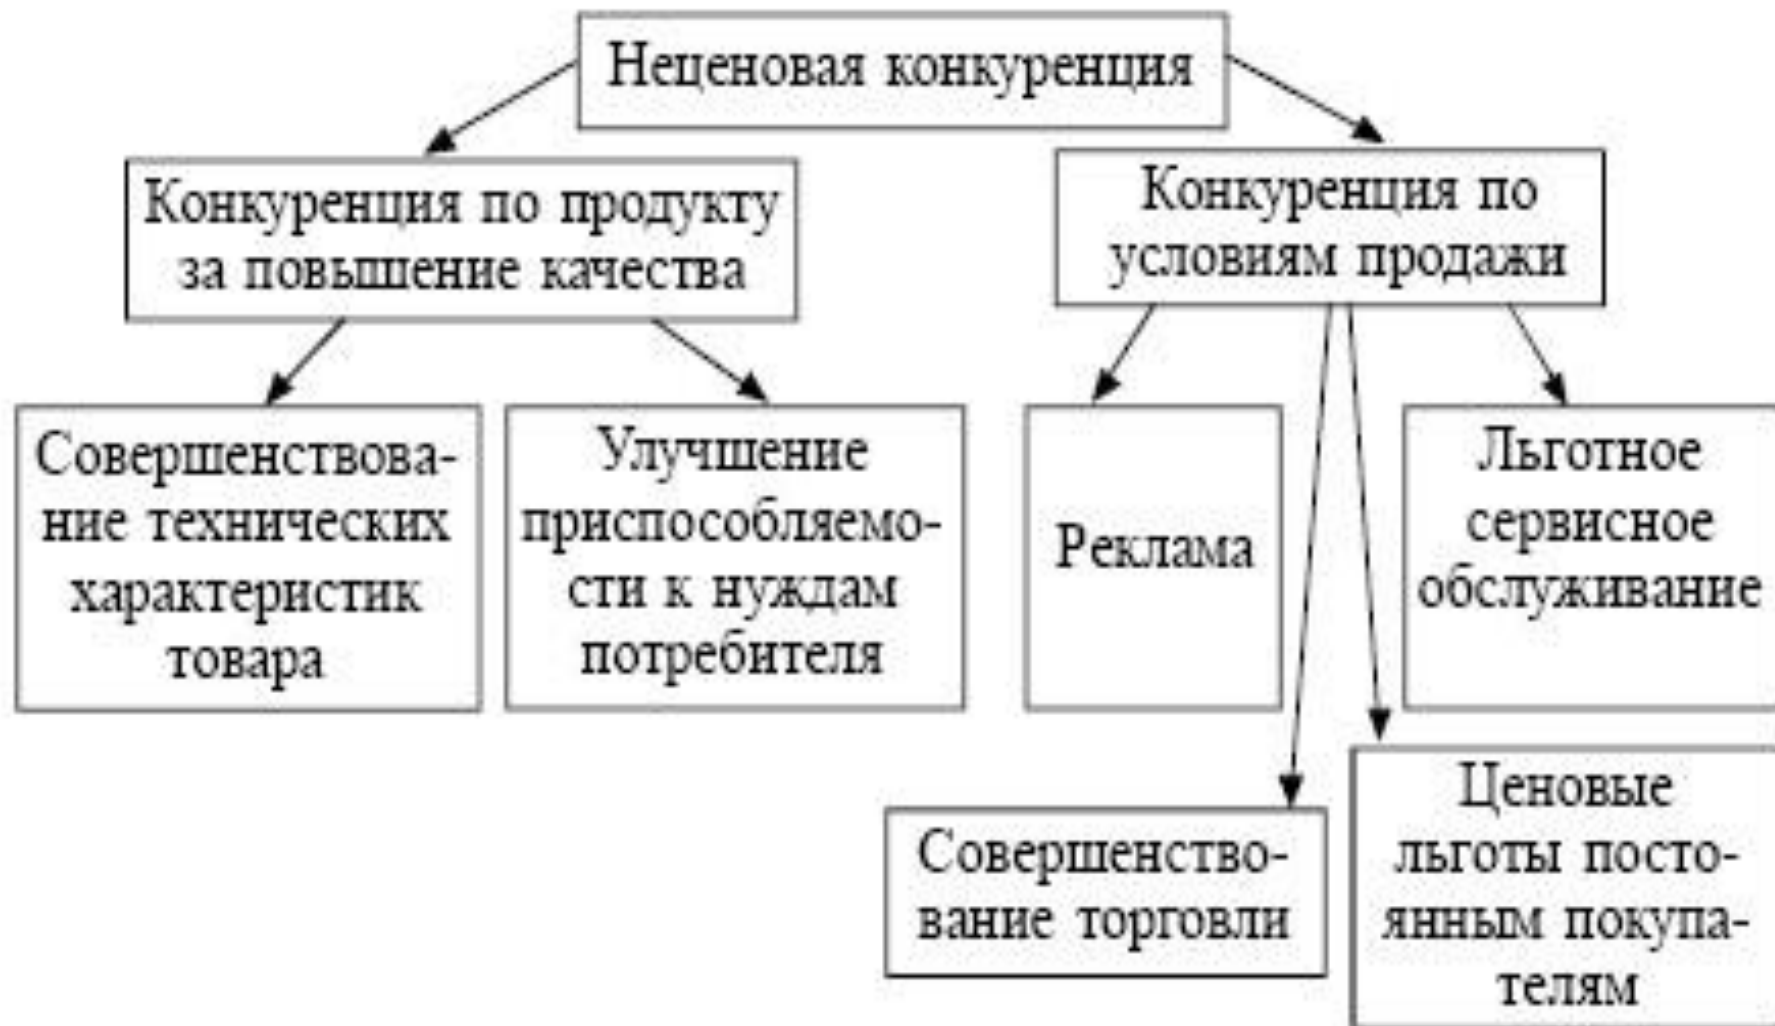 Неценовая конкуренция
Конкуренция по продукту
за повышение качества
Конкуренция по
условиям продажи
Совершенствова-
ние технических
характеристик
товара
Улучшение
приспособляемо-
сти к нуждам
потребителя
Реклама
Льготное
сервисное
обслуживание
Совершенство-
вание торговли
Ценовые
льготы посто-
янным покупа-
телям